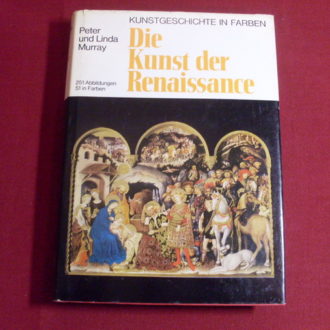 KUNSTGESCHICHTE IN FARBEN
Peter
und Linda
Murray
Die
Kunst der
Renaissance
251 Abbildungen
51 in Farben